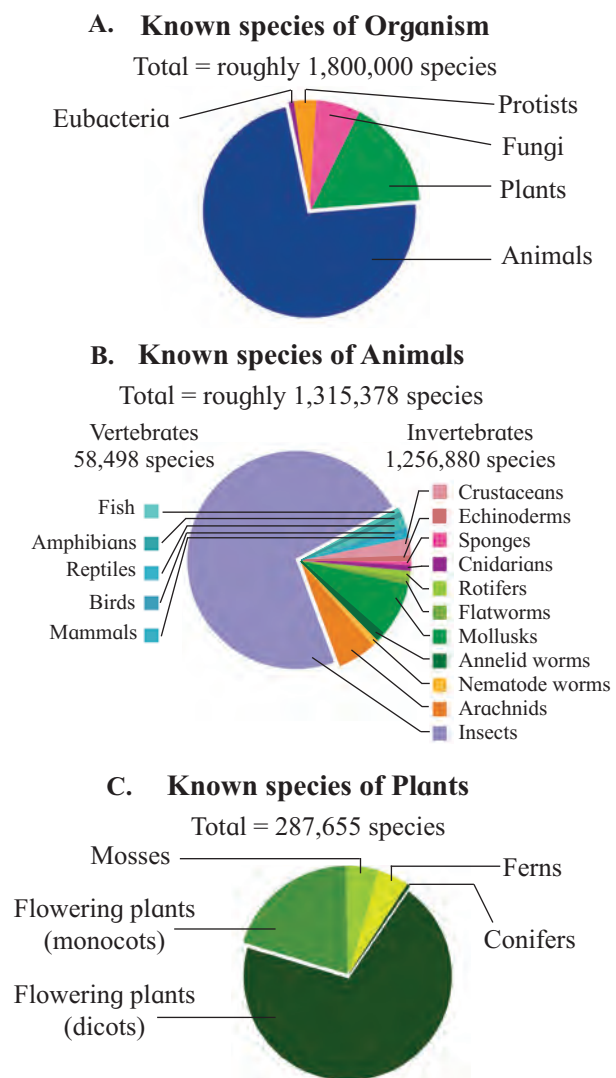 A. Known species of Organism
Total = roughly 1,800,000 species
Eubacteria
Protists
Fungi
Plants
Animals
B. Known species of Animals
Total = roughly 1,315,378 species
Vertebrates
58,498 species
Invertebrates
1,256,880 species
Fish
Amphibians
Reptiles
Birds
Mammals
Crustaceans
Echinoderms
Sponges
Cnidarians
Rotifers
Flatworms
Mollusks
Annelid worms
Nematode worms
Arachnids
Insects
C. Known species of Plants
Total = 287,655 species
Mosses
Ferns
Flowering plants
(monocots)
Conifers
Flowering plants
(dicots)